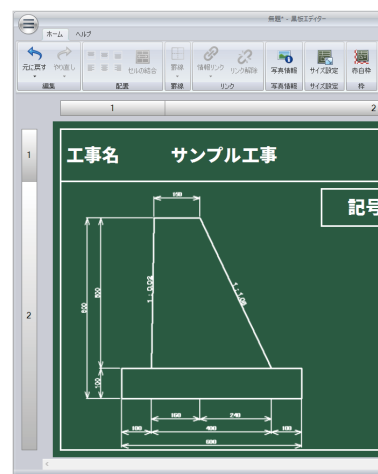 無題* - 黒板エディター
ホーム ヘルプ
元に戻す やり直し セルの結合 罫線 情報リンク リンク解除 写真情報 サイズ設定 赤白枠
編集 配置 罫線 リンク 写真情報 サイズ設定 枠
1 2
1
工事名 サンプル工事
記号
2
150
600
500
100
1:0.02
1:1.08
160 240
100 400 100
600